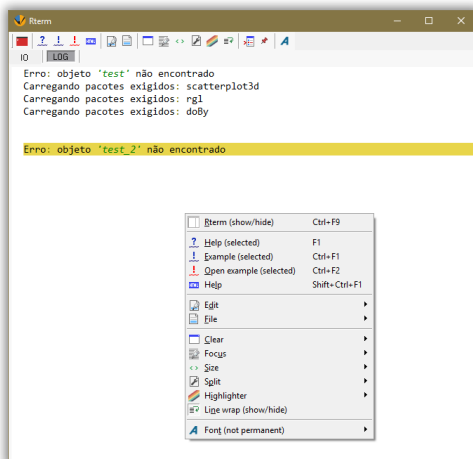 Rterm
IO LOG
Erro: objeto 'test' não encontrado
Carregando pacotes exigidos: scatterplot3d
Carregando pacotes exigidos: rgl
Carregando pacotes exigidos: doBy
Erro: objeto 'test_2' não encontrado
Rterm (show/hide) Ctrl+F9
Help (selected) F1
Example (selected) Ctrl+F1
Open example (selected) Ctrl+F2
Help Shift+Ctrl+F1
Edit
File
Clear
Focus
Size
Split
Highlighter
Line wrap (show/hide)
Font (not permanent)